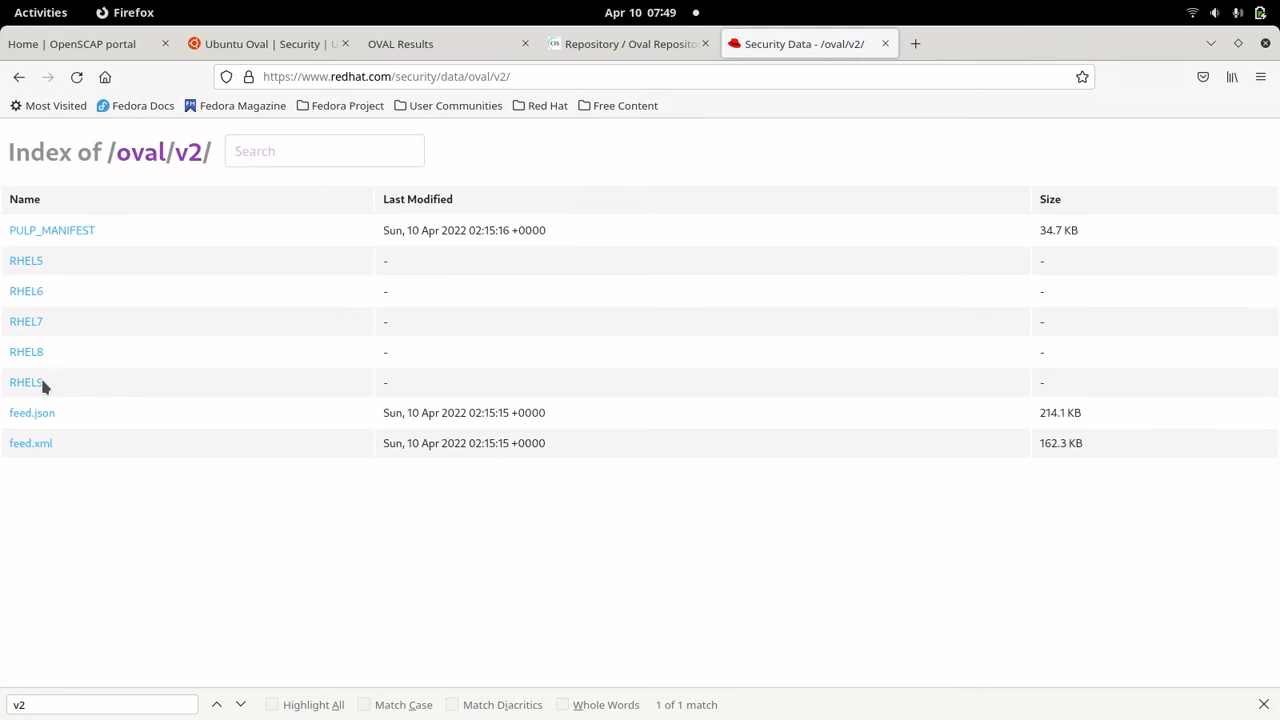 Activities Firefox Apr 10 07:49
Home | OpenSCAP portal Ubuntu Oval | Security | U OVAL Results CIS Repository / Oval Reposito Security Data - /oval/v2/
https://www.redhat.com/security/data/oval/v2/
Most Visited Fedora Docs Fedora Magazine Fedora Project User Communities Red Hat Free Content
Index of /oval/v2/ Search
Name Last Modified Size
PULP_MANIFEST Sun, 10 Apr 2022 02:15:16 +0000 34.7 KB
RHEL5 - -
RHEL6 - -
RHEL7 - -
RHEL8 - -
RHEL9 - -
feed.json Sun, 10 Apr 2022 02:15:15 +0000 214.1 KB
feed.xml Sun, 10 Apr 2022 02:15:15 +0000 162.3 KB
v2 Highlight All Match Case Match Diacritics Whole Words 1 of 1 match